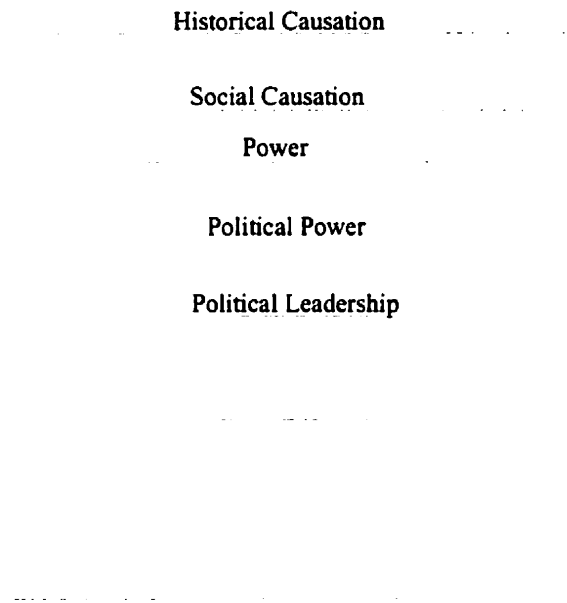 Historical Causation
Social Causation
Power
Political Power
Political Leadership